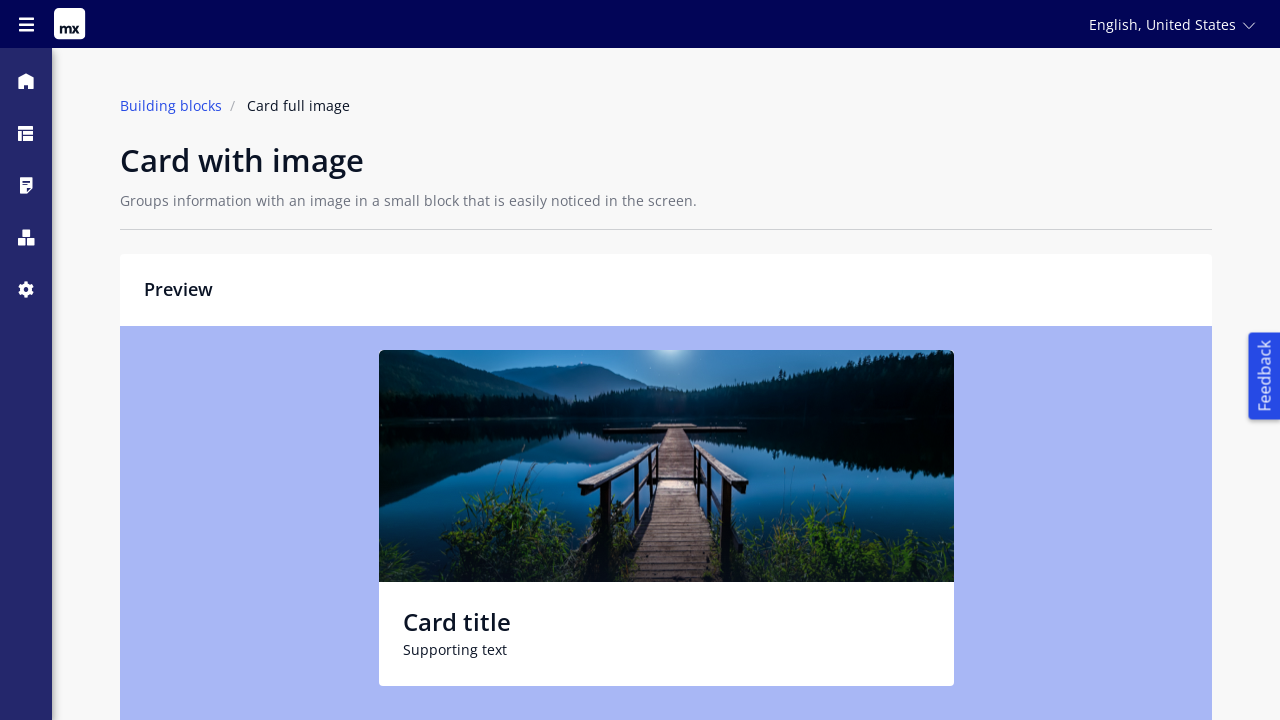 mx
English, United States
Building blocks / Card full image
Card with image
Groups information with an image in a small block that is easily noticed in the screen.
Preview
Feedback
Card title
Supporting text